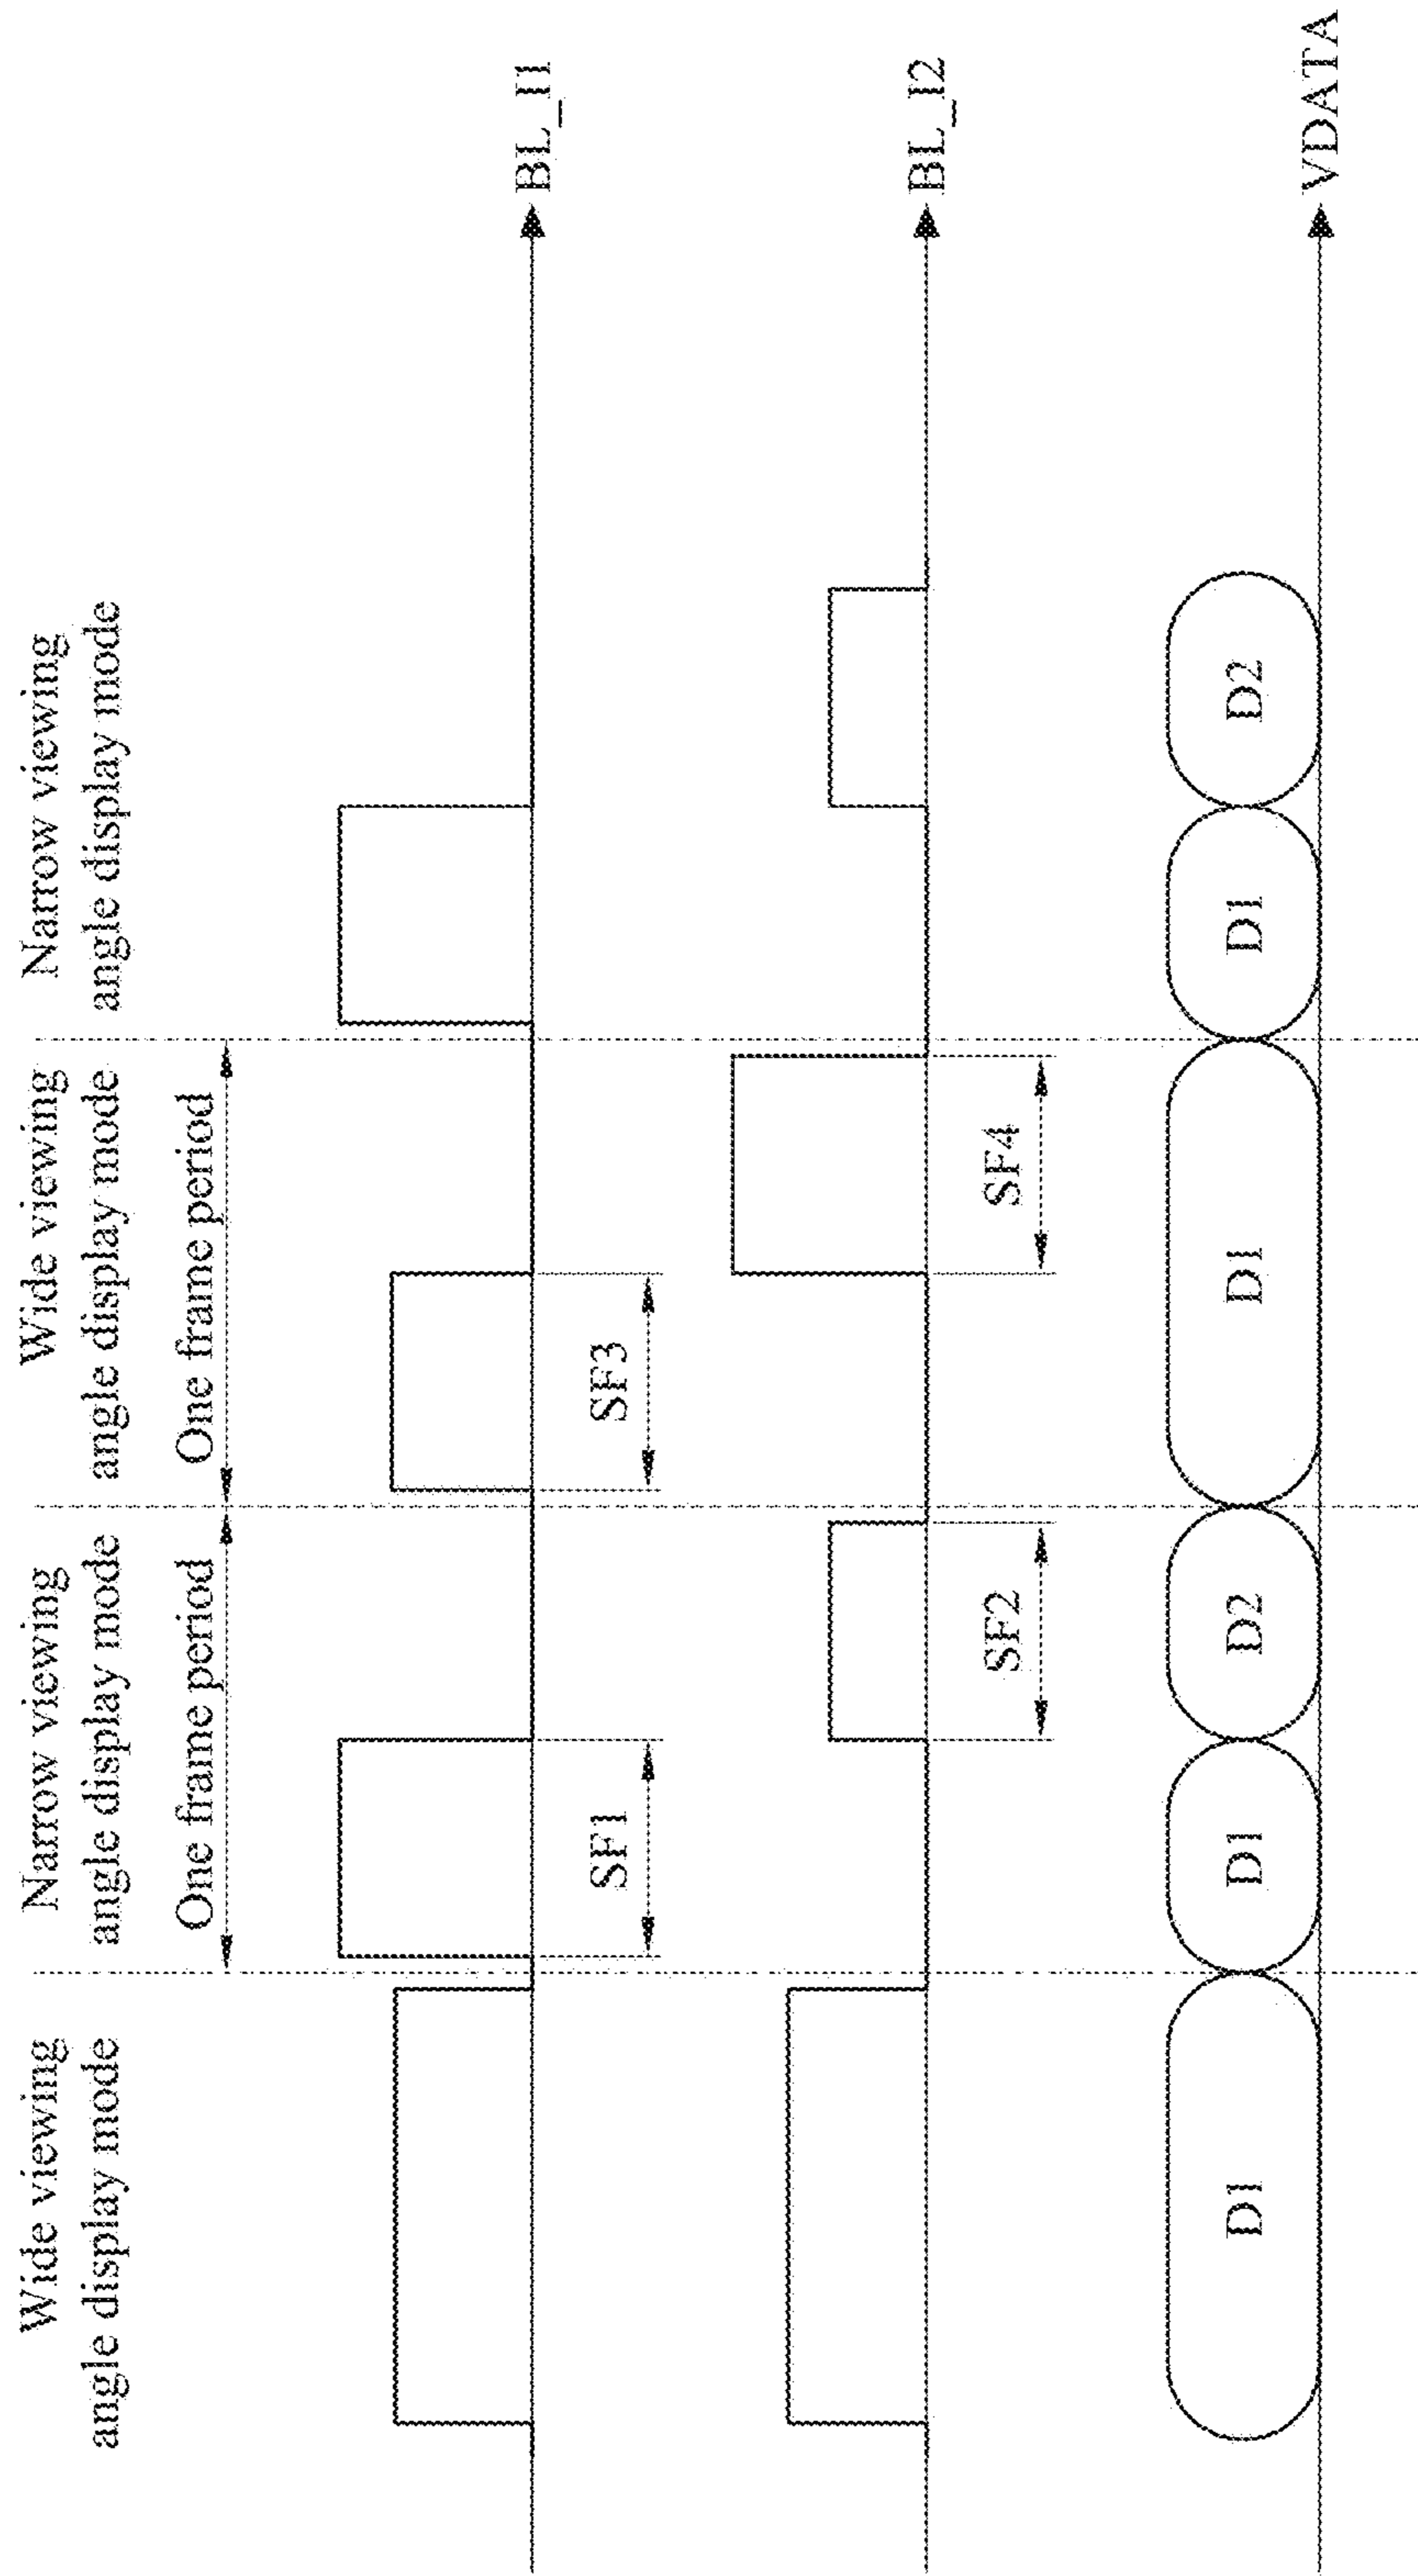 Wide viewing
angle display mode
Narrow viewing
angle display mode
Wide viewing
angle display mode
Narrow viewing
angle display mode
One frame period
One frame period
BL_I1
SF1
SF3
BL_I2
SF2
SF4
D1
D1
D2
D1
D1
D2
VDATA